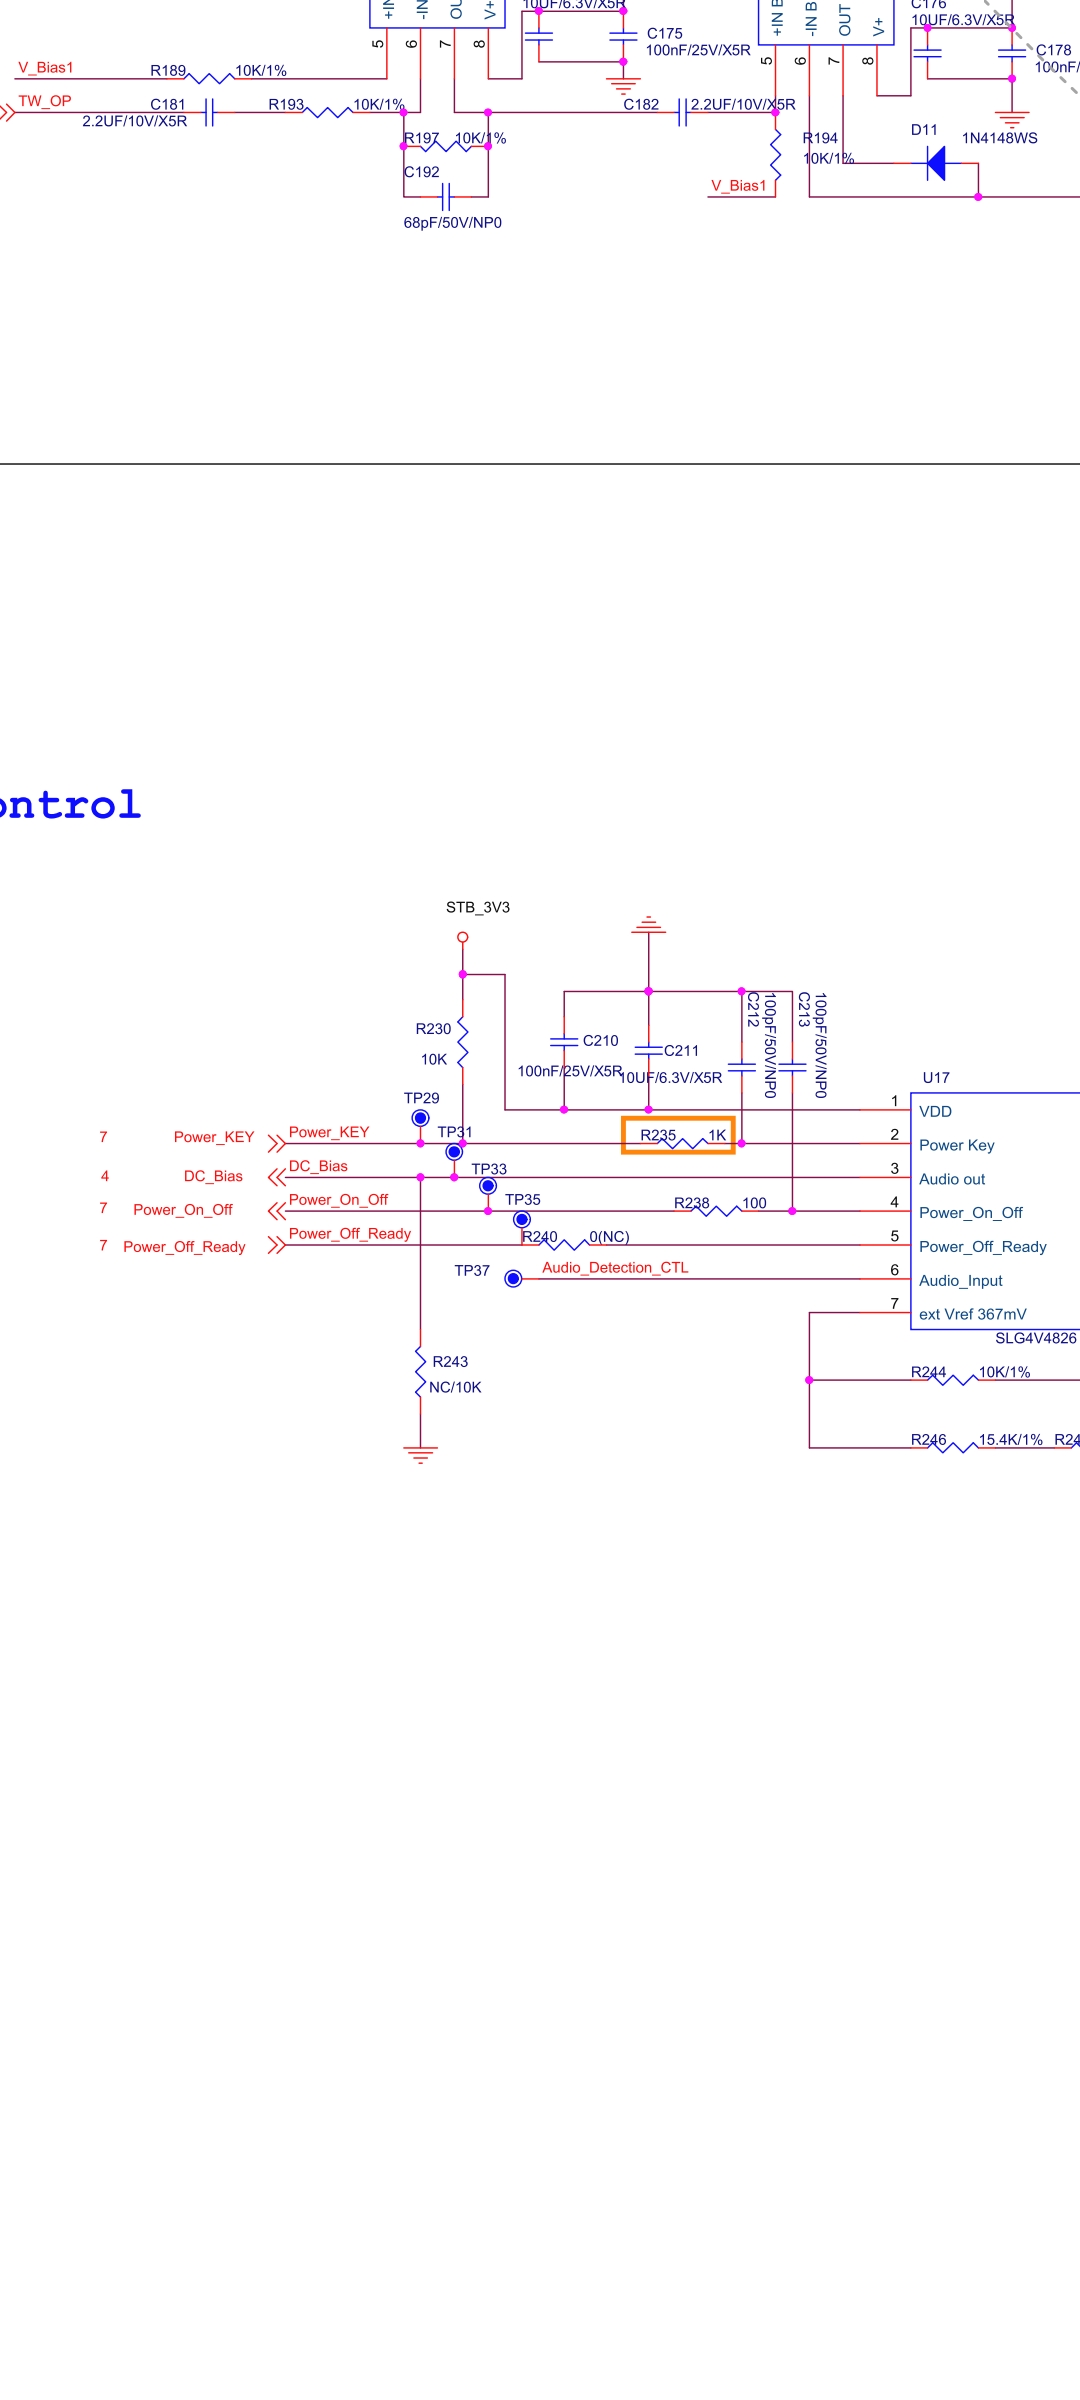 10UF/6.3V/X5R
+IN
-IN
OU
V+
5
6
7
8
C175
100nF/25V/X5R
+IN B
-IN B
OUT
V+
5
6
7
8
C176
10UF/6.3V/X5R
C178
100nF/
V_Bias1
R189
10K/1%
TW_OP
C181
2.2UF/10V/X5R
R193
10K/1%
R197
10K/1%
C192
68pF/50V/NP0
C182
2.2UF/10V/X5R
R194
10K/1%
V_Bias1
D11
1N4148WS
ontrol
STB_3V3
R230
10K
C210
100nF/25V/X5R
C211
10UF/6.3V/X5R
C212
100pF/50V/NP0
C213
100pF/50V/NP0
U17
TP29
1
VDD
7
Power_KEY
Power_KEY
TP31
R235
1K
2
Power Key
4
DC_Bias
DC_Bias
TP33
3
Audio out
7
Power_On_Off
Power_On_Off
TP35
R238
100
4
Power_On_Off
7
Power_Off_Ready
Power_Off_Ready
R240
0(NC)
5
Power_Off_Ready
TP37
Audio_Detection_CTL
6
Audio_Input
7
ext Vref 367mV
SLG4V4826
R243
NC/10K
R244
10K/1%
R246
15.4K/1%
R24